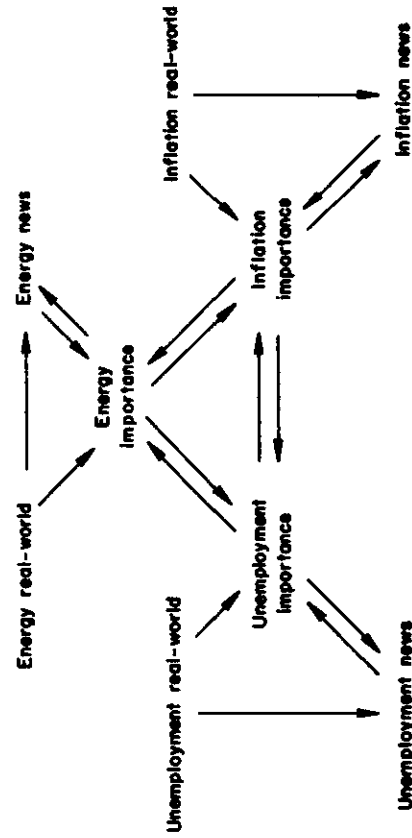 Energy real-world
Energy news
Energy
importance
Unemployment real-world
Inflation real-world
Unemployment
importance
Inflation
importance
Unemployment news
Inflation news